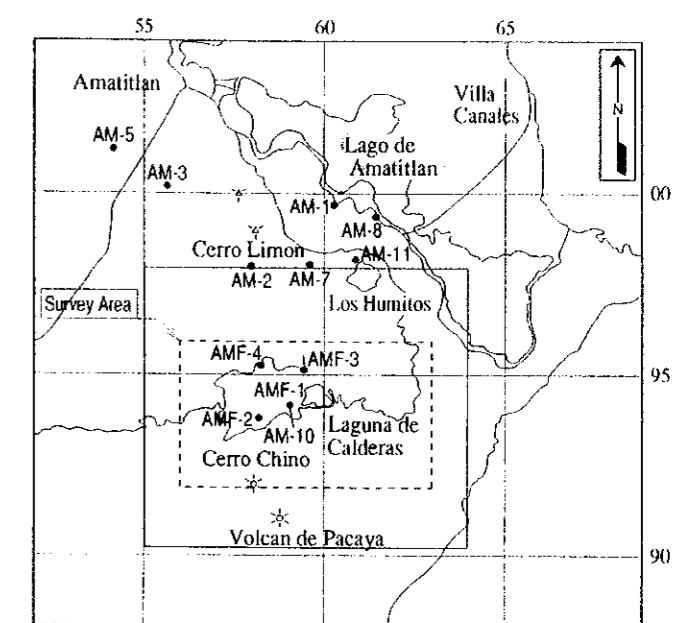 55 60 65
Amatitlan
Villa
Canales
N
AM-5
Lago de
Amatitlan
AM-3
00
AM-1
AM-8
Cerro Limon
AM-11
AM-2
AM-7
Survey Area
Los Humitos
AMF-4
AMF-3
95
AMF-1
AMF-2
AM-10
Laguna de
Calderas
Cerro Chino
Volcan de Pacaya
90